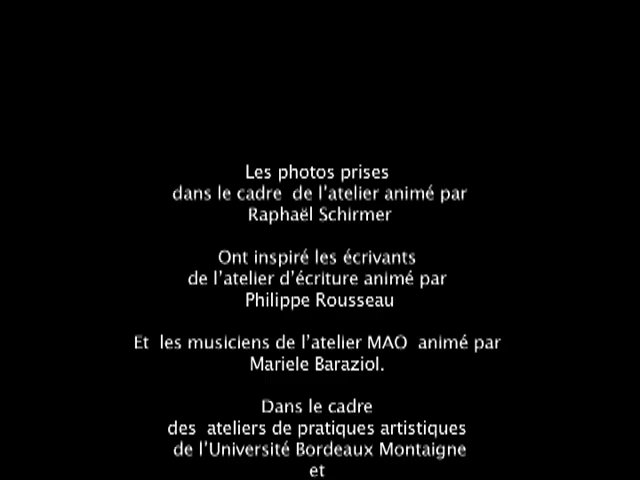 Les photos prises
dans le cadre  de l'atelier animé par
Raphaël Schirmer
Ont inspiré les écrivants
de l'atelier d'écriture animé par
Philippe Rousseau
Et  les musiciens de l'atelier MAO  animé par
Mariele Baraziol.
Dans le cadre
des  ateliers de pratiques artistiques
de l'Université Bordeaux Montaigne
et